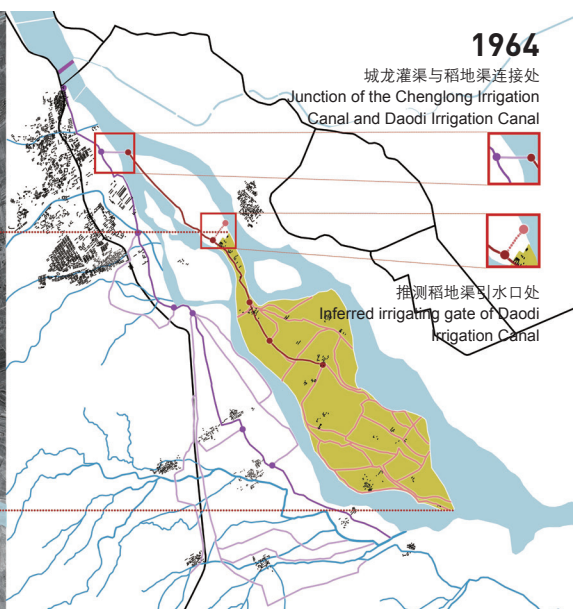 1964
城龙灌渠与稻地渠连接处
Junction of the Chenglong Irrigation
Canal and Daodi Irrigation Canal
推测稻地渠引水口处
Inferred irrigating gate of Daodi
Irrigation Canal